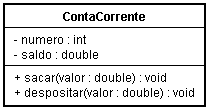 ContaCorrente
- numero : int
- saldo : double
+ sacar(valor : double) : void
+ despositar(valor : double) : void